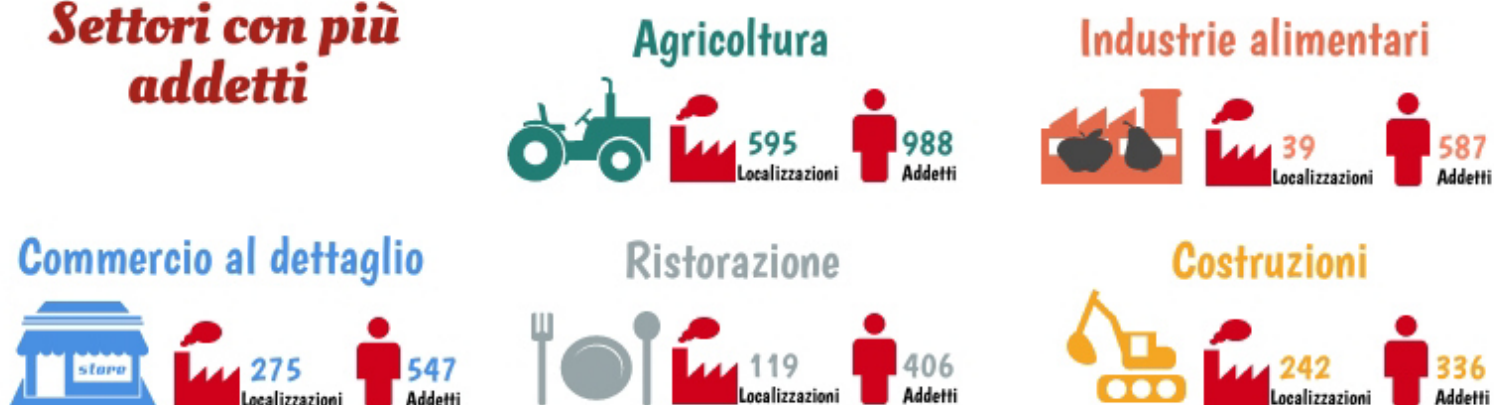 Settori con più
addetti
Agricoltura
595
Localizzazioni
988
Addetti
Industrie alimentari
39
Localizzazioni
587
Addetti
Commercio al dettaglio
store
275
Localizzazioni
547
Addetti
Ristorazione
119
Localizzazioni
406
Addetti
Costruzioni
242
Localizzazioni
336
Addetti